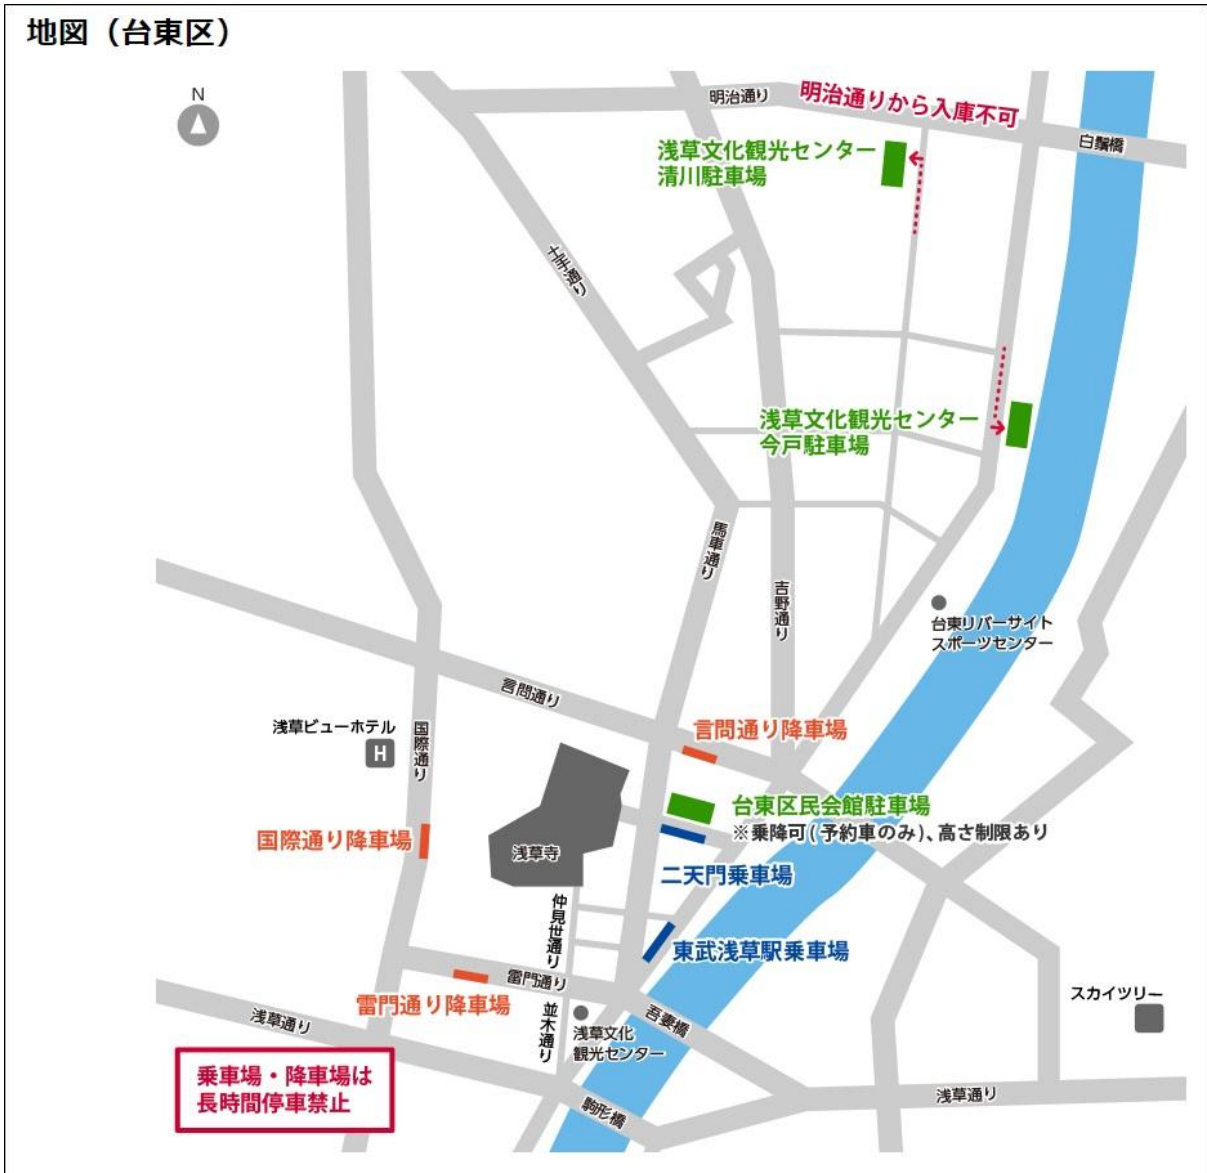 地図（台東区）
N
明治通り
明治通りから入庫不可
白鬚橋
浅草文化観光センター
清川駐車場
土手通り
浅草文化観光センター
今戸駐車場
馬車通り
吉野通り
台東リバーサイト
スポーツセンター
言問通り
浅草ビューホテル
H
国際通り
言問通り降車場
台東区民会館駐車場
※乗降可(予約車のみ)、高さ制限あり
国際通り降車場
浅草寺
二天門乗車場
仲見世通り
東武浅草駅乗車場
雷門通り
雷門通り降車場
スカイツリー
浅草通り
並木通り
浅草文化
観光センター
吾妻橋
乗車場・降車場は
長時間停車禁止
駒形橋
浅草通り